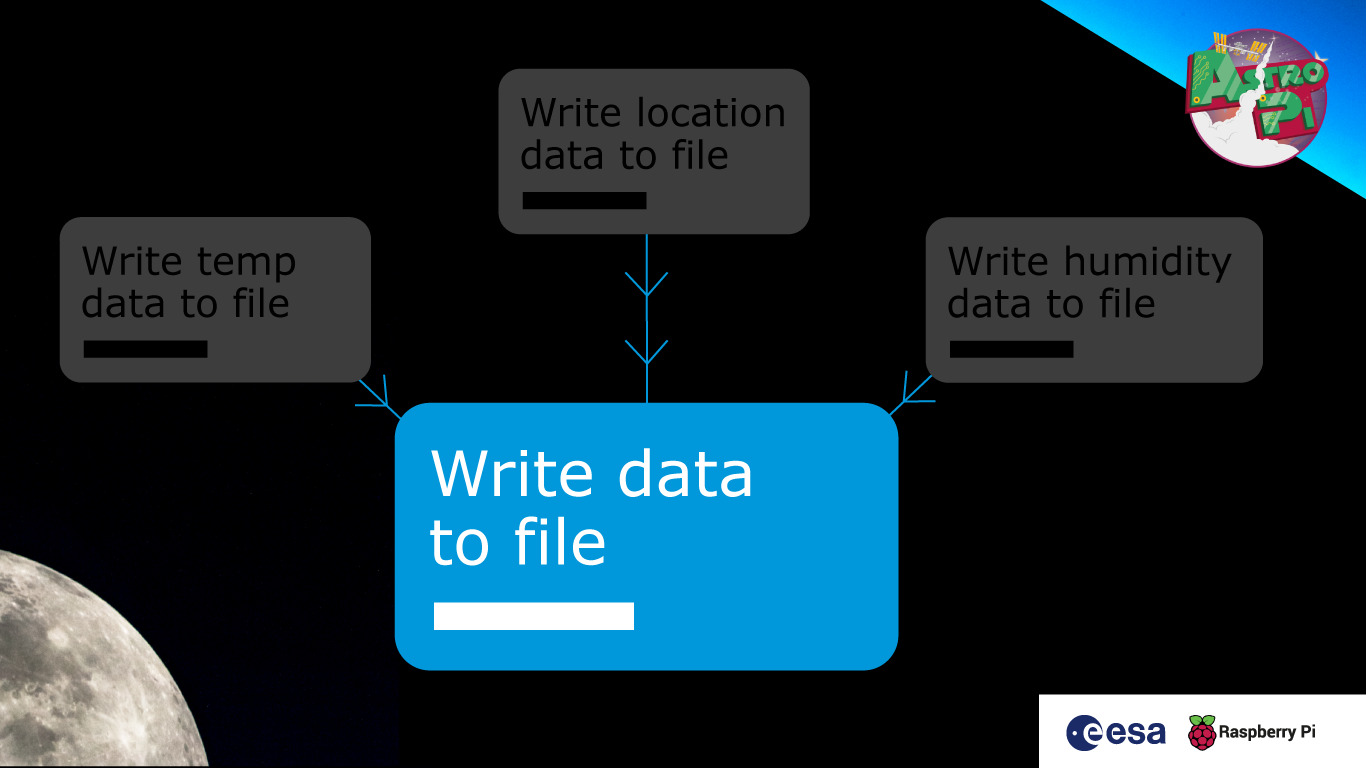 Write location
data to file
ASTRO
Pi
Write temp
data to file
Write humidity
data to file
Write data
to file
esa
Raspberry Pi